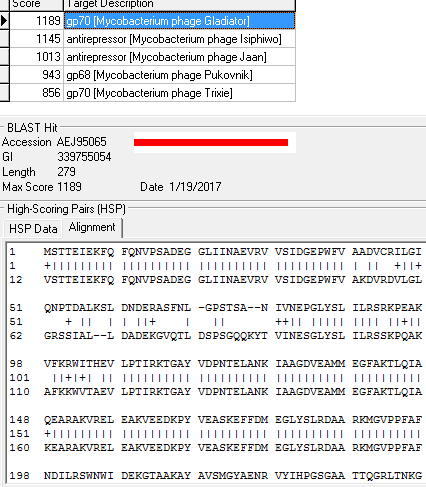 Score Target Description
1189 gp70 [Mycobacterium phage Gladiator]
1145 antirepressor [Mycobacterium phage Isiphiwo]
1013 antirepressor [Mycobacterium phage Jaan]
943 gp68 [Mycobacterium phage Pukovnik]
856 gp70 [Mycobacterium phage Trixie]
BLAST Hit
Accession AEJ95065
GI 339755054
Length 279
Max Score 1189 Date 1/19/2017
High-Scoring Pairs (HSP)
HSP Data Alignment
1 MSTTEIEKFQ FQNVPSADEG GLIINAEVRV VSIDGEPWFV AADVCRILGI
1 +||||||||| |||||||||| |||||||||| |||||||||| | ||  +||+
12 VSTTEIEKFQ FQNVPSADEG GLIINAEVRV VSIDGEPWFV AKDVRDVLGL
51 QNPTDALKSL DNDERASFNL -GPSTSA--N IVNEPGLYSL ILRSRKPEAK
51    + ||  | | ||+    |   ||       ++|| ||||| |||| || ||
62 GRSSIAL--L DADEKGVQTL DSPSGQQKYT VINESGLYSL ILRSSKPQAK
98 VFKRWITHEV LPTIRKTGAY VDPNTELANK IAAGDVEAMM EGFAKTLQIA
101  ||+|+| || |||||||||| |||||||||| |||||||||| ||||||||||
110 AFKKWVTAEV LPTIRKTGAY VDPNTELANK IAAGDVEAMM EGFAKTLQIA
148 QEARAKVREL EAKVEEDKPY VEASKEFFDM EGLYSLRDAA RKMGVPPFAF
151 +||||||||| |||||||||| |||||||||| |||||||||| ||||||||||
160 KEARAKVREL EAKVEEDKPY VEASKEFFDM EGLYSLRDAA RKMGVPPFAF
198 NDILRSWNWI DEKGTAAKAY AVSMGYAENR VYIHPGSGAA TTQGRLTNKG